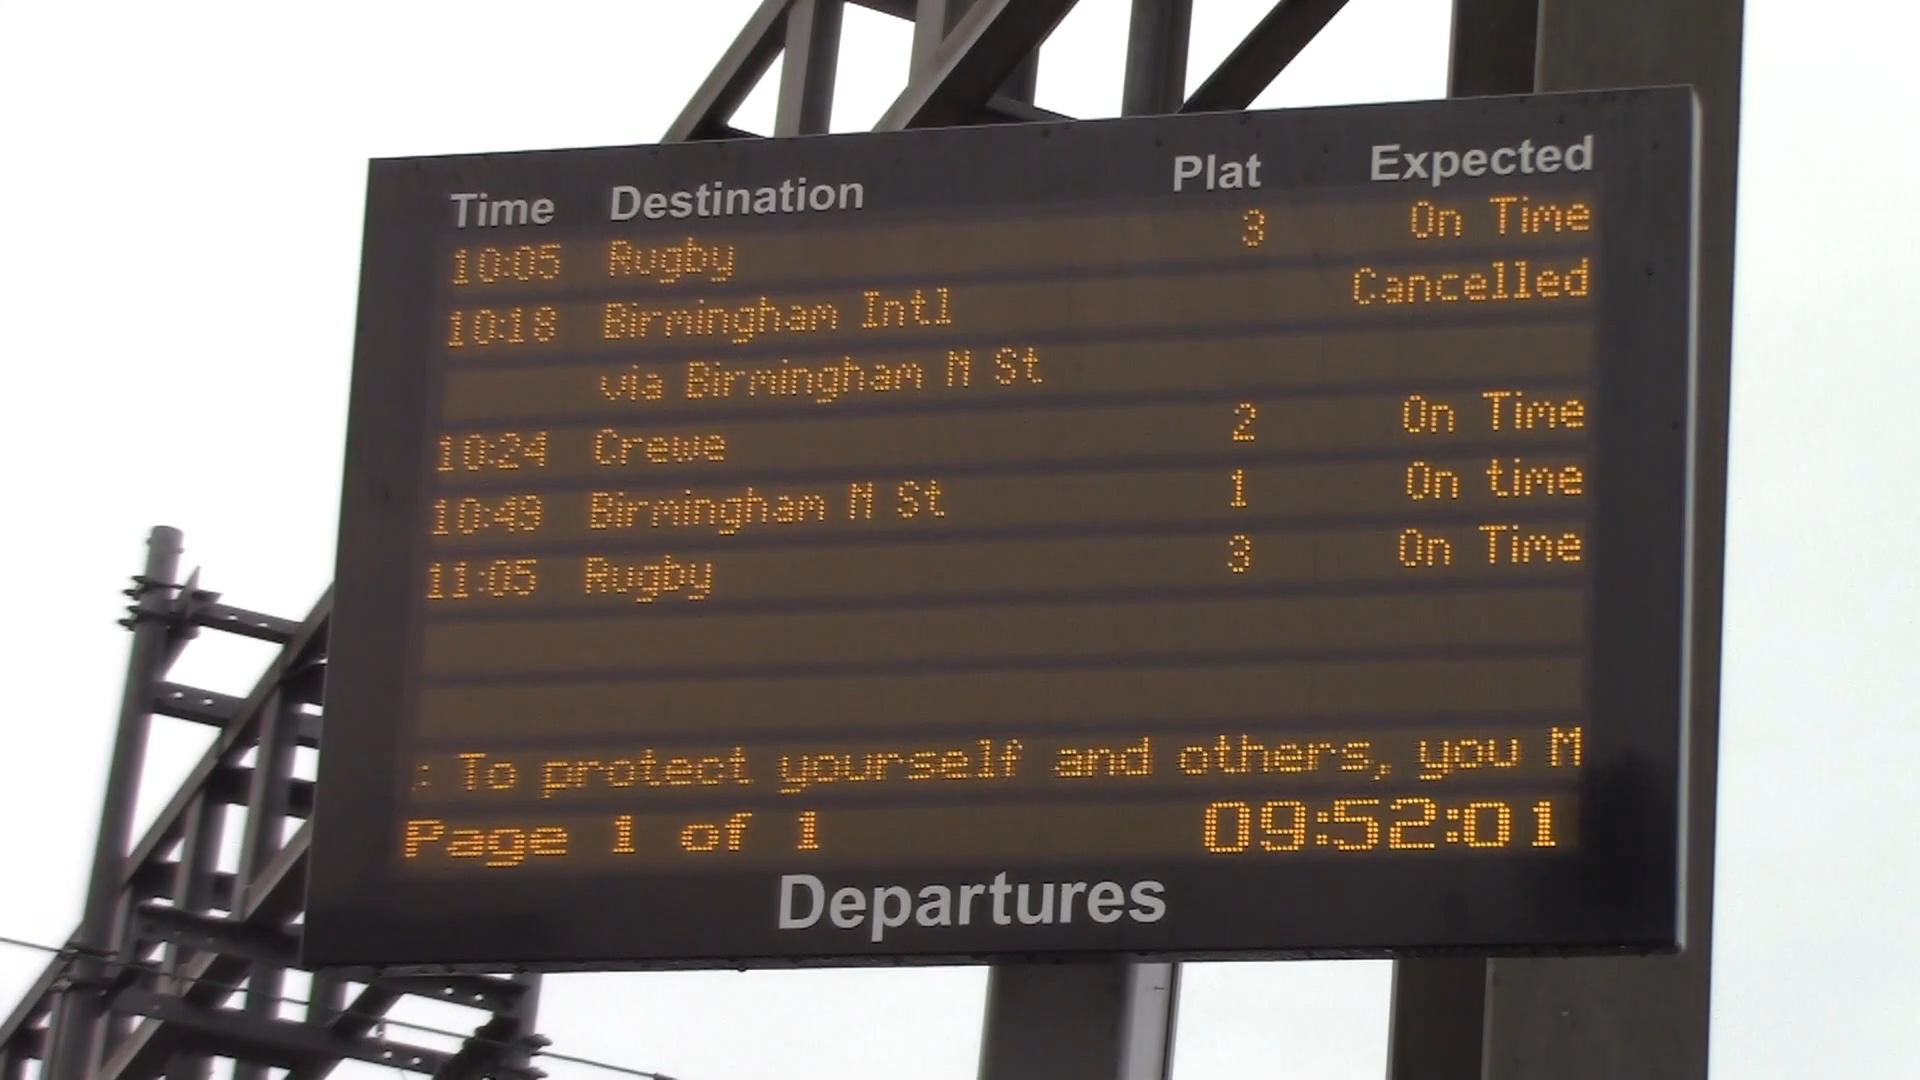 Time Destination Plat Expected
10:05 Rugby 3 On Time
10:18 Birmingham Intl Cancelled
via Birmingham N St
10:24 Crewe 2 On Time
10:49 Birmingham N St 1 On time
11:05 Rugby 3 On Time
: To protect yourself and others, you M
Page 1 of 1 09:52:01
Departures